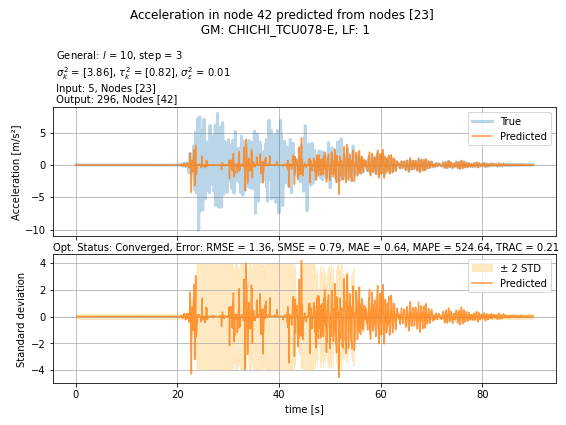 Acceleration in node 42 predicted from nodes [23]
GM: CHICHI_TCU078-E, LF: 1
General: l = 10, step = 3
σ²ₖ = [3.86], τ²ₖ = [0.82], σ²ε = 0.01
Input: 5, Nodes [23]
Output: 296, Nodes [42]
True
Predicted
Acceleration [m/s²]
5
0
−5
−10
Opt. Status: Converged, Error: RMSE = 1.36, SMSE = 0.79, MAE = 0.64, MAPE = 524.64, TRAC = 0.21
± 2 STD
Predicted
Standard deviation
4
2
0
−2
−4
0 20 40 60 80
time [s]